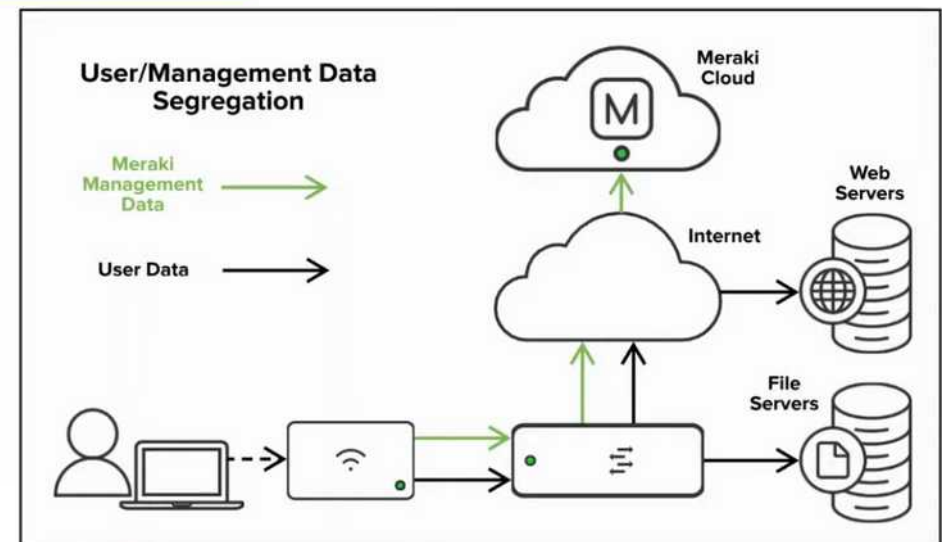 User/Management Data
Segregation
Meraki
Management
Data
User Data
Meraki
Cloud
M
Internet
Web
Servers
File
Servers